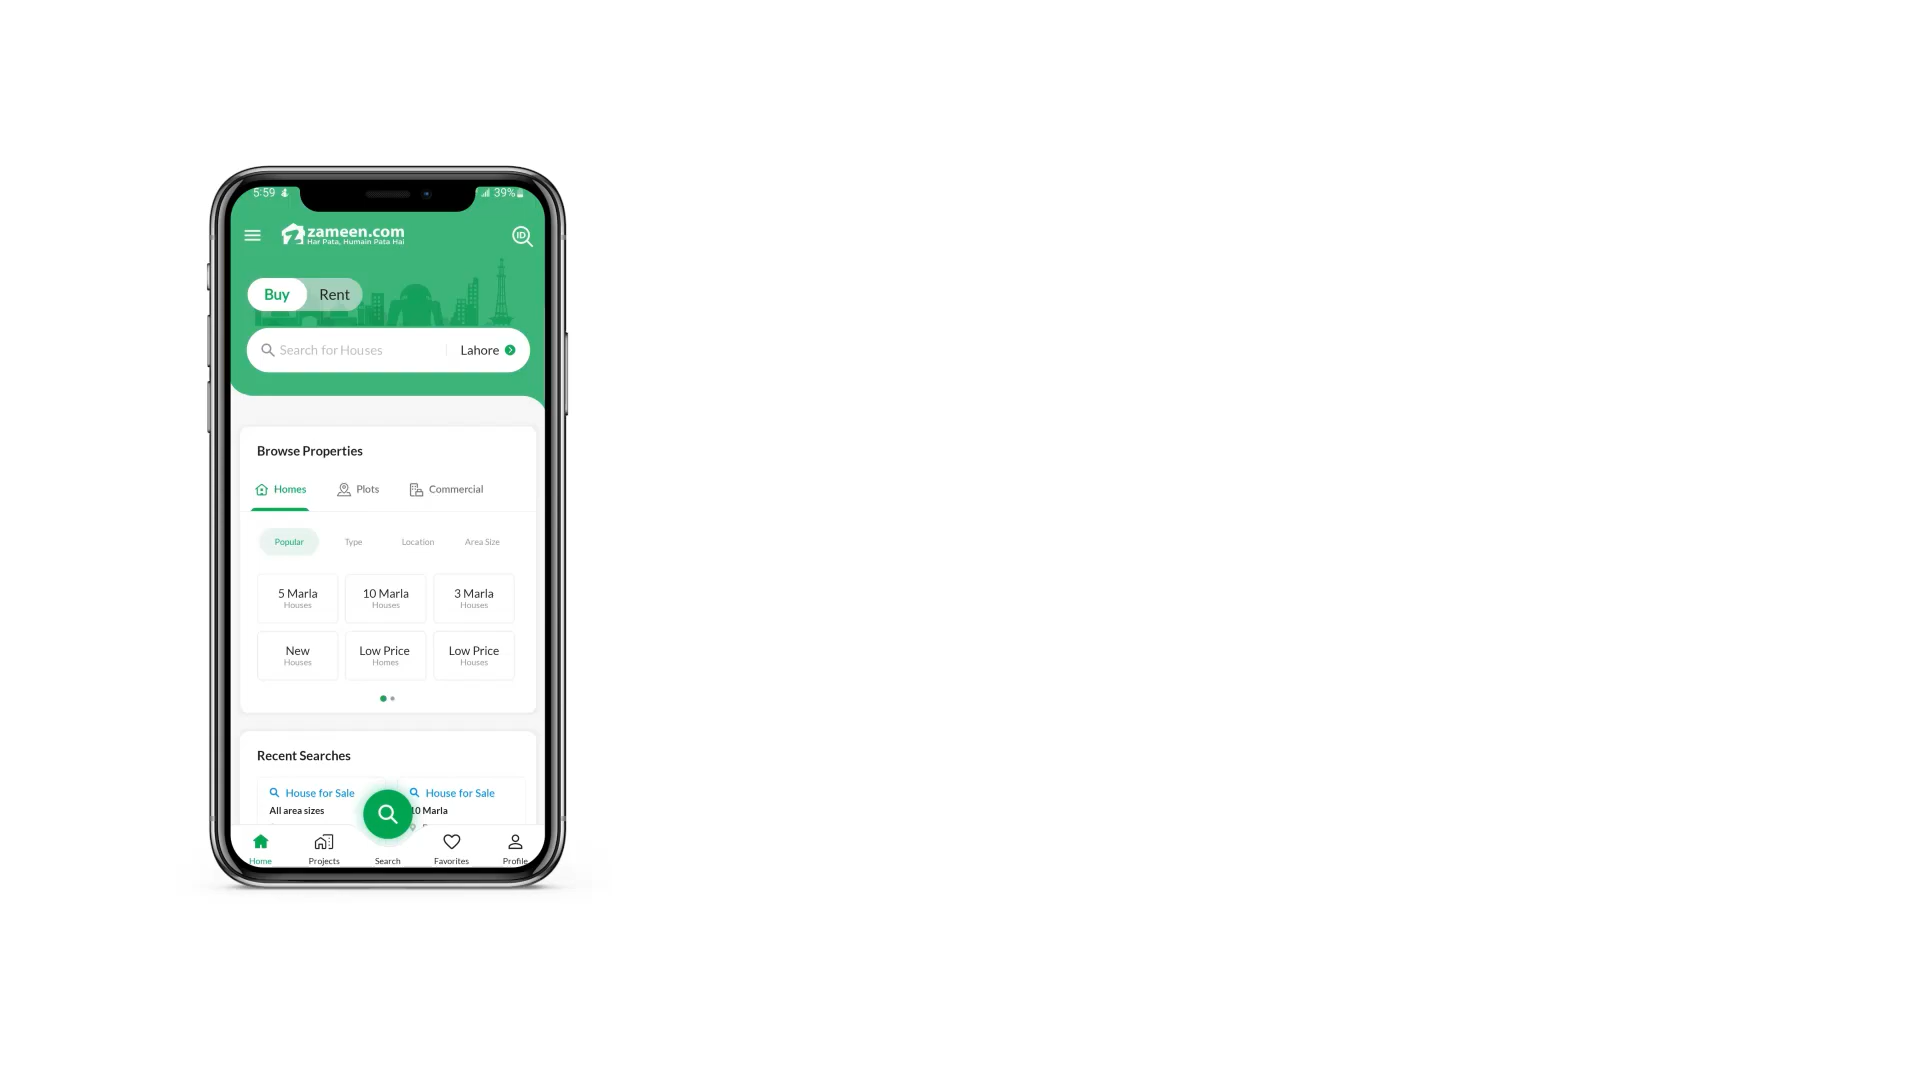 5:59
39%
zameen.com
Har Pata, Humain Pata Hai
ID
Buy Rent
Search for Houses Lahore
Browse Properties
Homes Plots Commercial
Popular Type Location Area Size
5 Marla 10 Marla 3 Marla
Houses Houses Houses
New Low Price Low Price
Houses Homes Houses
Recent Searches
House for Sale House for Sale
All area sizes 10 Marla
Home Projects Search Favorites Profile